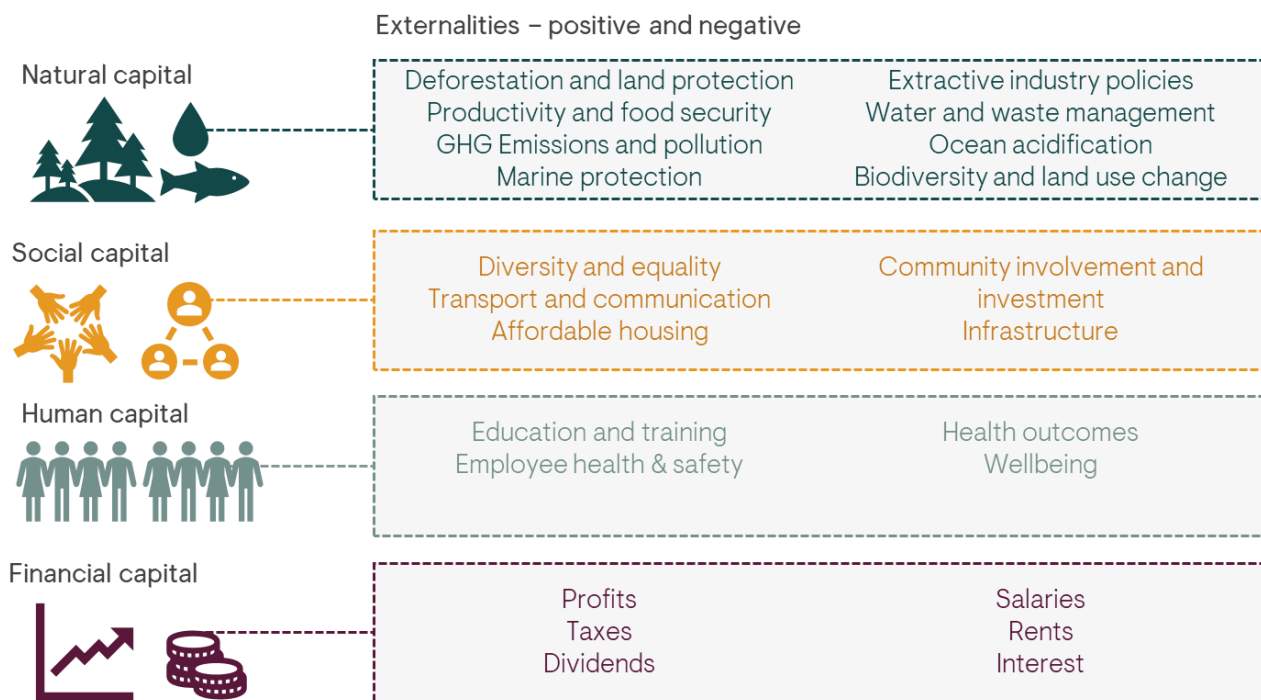 Externalities – positive and negative
Natural capital
Deforestation and land protection
Productivity and food security
GHG Emissions and pollution
Marine protection
Extractive industry policies
Water and waste management
Ocean acidification
Biodiversity and land use change
Social capital
Diversity and equality
Transport and communication
Affordable housing
Community involvement and
investment
Infrastructure
Human capital
Education and training
Employee health & safety
Health outcomes
Wellbeing
Financial capital
Profits
Taxes
Dividends
Salaries
Rents
Interest